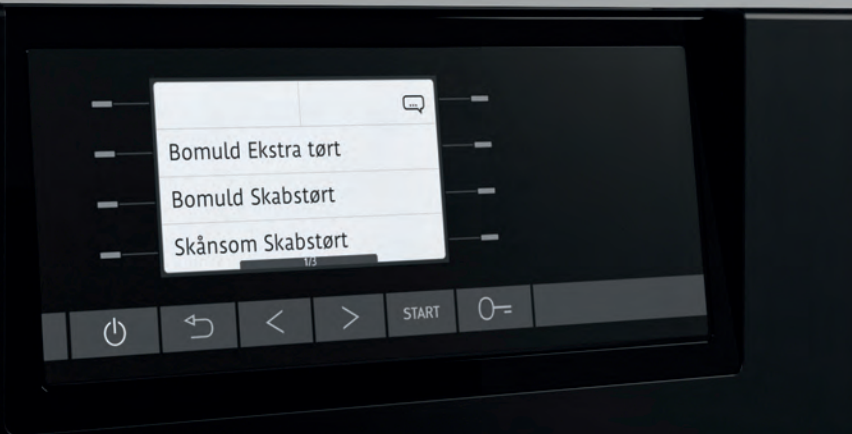 ...
Bomuld Ekstra tørt
Bomuld Skabstørt
Skånsom Skabstørt
1/3
START